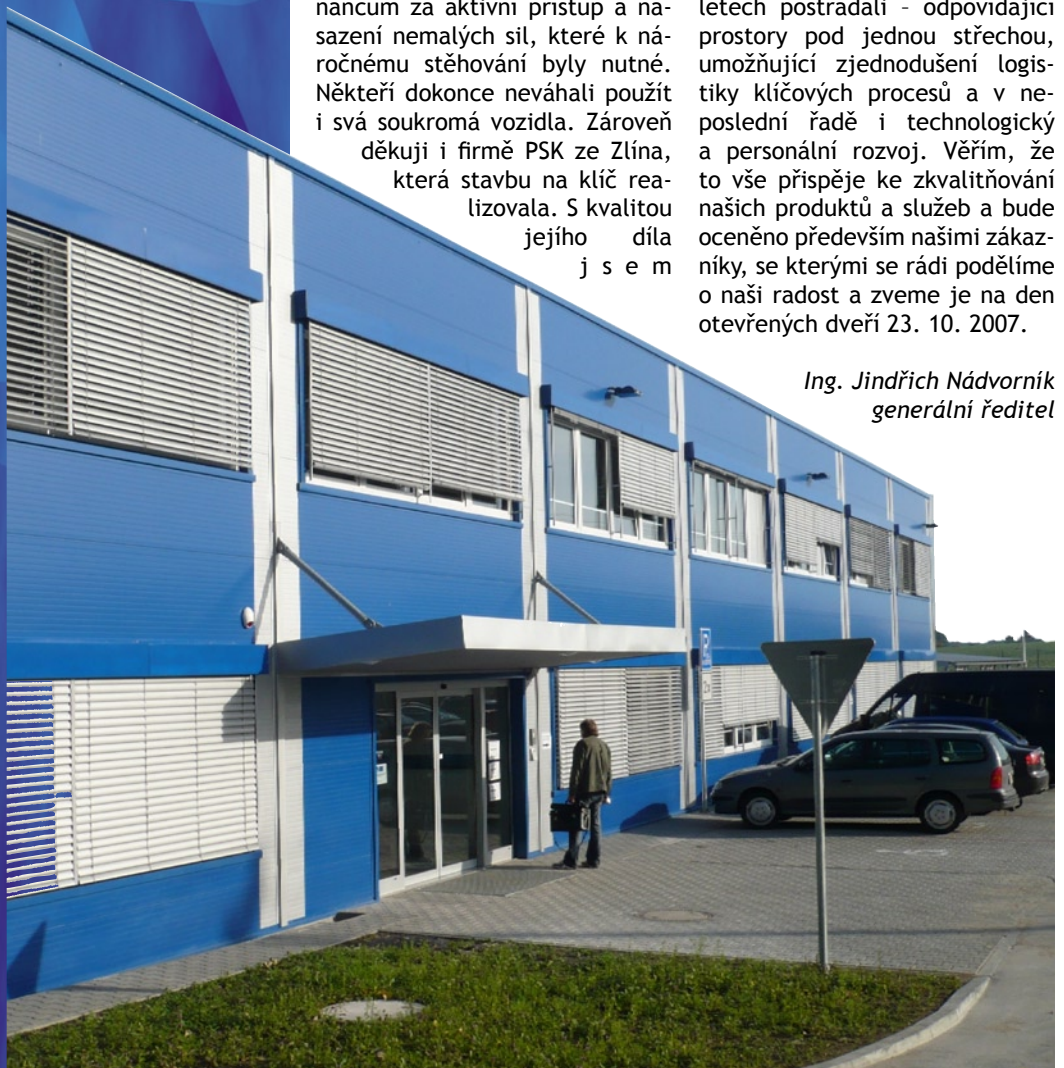 nancům za aktivní přístup a na-
sazení nemalých sil, které k ná-
ročnému stěhování byly nutné.
Někteří dokonce neváhali použít
i svá soukromá vozidla. Zároveň
děkuji i firmě PSK ze Zlína,
která stavbu na klíč rea-
lizovala. S kvalitou
jejího díla
j s e m
letech postrádali – odpovídající
prostory pod jednou střechou,
umožňující zjednodušení logis-
tiky klíčových procesů a v ne-
poslední řadě i technologický
a personální rozvoj. Věřím, že
to vše přispěje ke zkvalitňování
našich produktů a služeb a bude
oceněno především našimi zákaz-
níky, se kterými se rádi podělíme
o naši radost a zveme je na den
otevřených dveří 23. 10. 2007.
Ing. Jindřich Nádvorník
generální ředitel
P